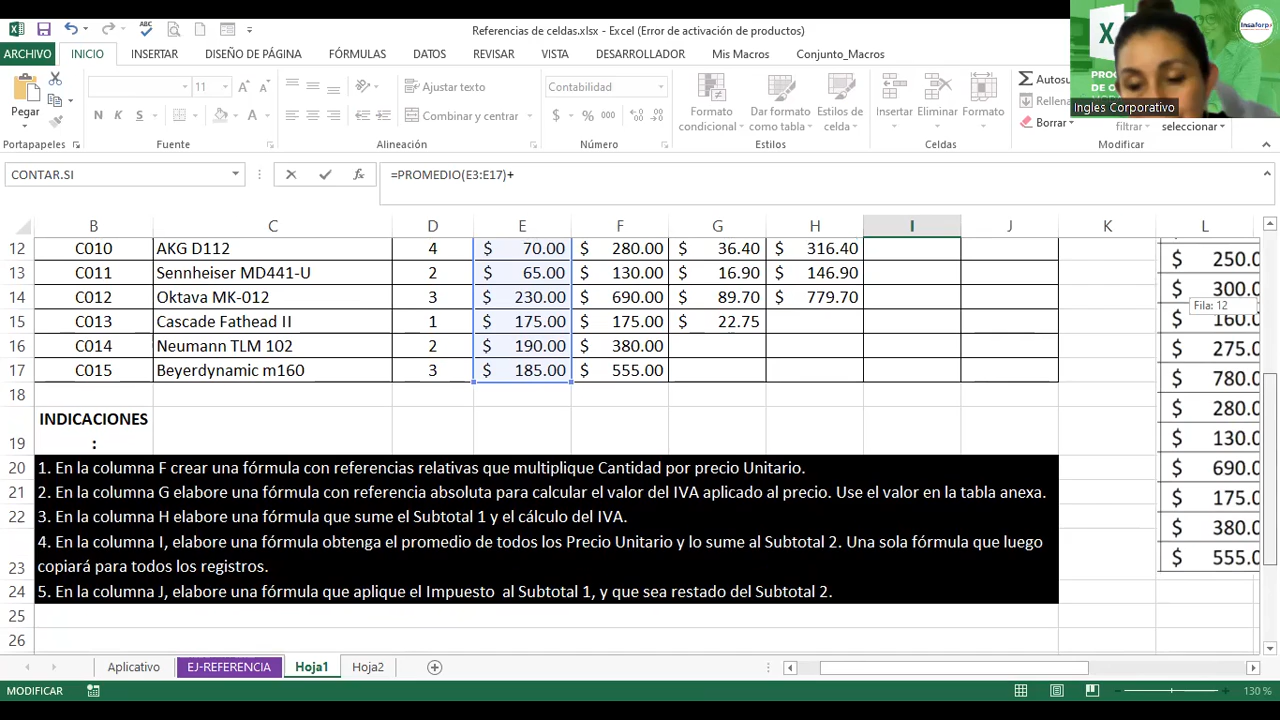 Referencias de celdas.xlsx - Excel (Error de activación de productos)
ARCHIVO INICIO INSERTAR DISEÑO DE PÁGINA FÓRMULAS DATOS REVISAR VISTA DESARROLLADOR Mis Macros Conjunto_Macros
Insaforp
Ingles Corporativo
Pegar
11
N K S
Ajustar texto
Combinar y centrar
Contabilidad
$ % 000
Formato condicional
Dar formato como tabla
Estilos de celda
Insertar
Eliminar
Formato
Borrar
filtrar
seleccionar
Portapapeles Fuente Alineación Número Estilos Celdas Modificar
CONTAR.SI =PROMEDIO(E3:E17)+
B C D E F G H I J K L
12 C010 AKG D112 4 $ 70.00 $ 280.00 $ 36.40 $ 316.40
13 C011 Sennheiser MD441-U 2 $ 65.00 $ 130.00 $ 16.90 $ 146.90
14 C012 Oktava MK-012 3 $ 230.00 $ 690.00 $ 89.70 $ 779.70
15 C013 Cascade Fathead II 1 $ 175.00 $ 175.00 $ 22.75
16 C014 Neumann TLM 102 2 $ 190.00 $ 380.00
17 C015 Beyerdynamic m160 3 $ 185.00 $ 555.00
18
19 INDICACIONES
:
20 1. En la columna F crear una fórmula con referencias relativas que multiplique Cantidad por precio Unitario.
21 2. En la columna G elabore una fórmula con referencia absoluta para calcular el valor del IVA aplicado al precio. Use el valor en la tabla anexa.
22 3. En la columna H elabore una fórmula que sume el Subtotal 1 y el cálculo del IVA.
4. En la columna I, elabore una fórmula obtenga el promedio de todos los Precio Unitario y lo sume al Subtotal 2. Una sola fórmula que luego
23 copiará para todos los registros.
24 5. En la columna J, elabore una fórmula que aplique el Impuesto al Subtotal 1, y que sea restado del Subtotal 2.
25
26
$ 250.0
$ 300.0
Fila: 12
$ 160.0
$ 275.0
$ 780.0
$ 280.0
$ 130.0
$ 690.0
$ 175.0
$ 380.0
$ 555.0
Aplicativo EJ-REFERENCIA Hoja1 Hoja2
MODIFICAR 130 %